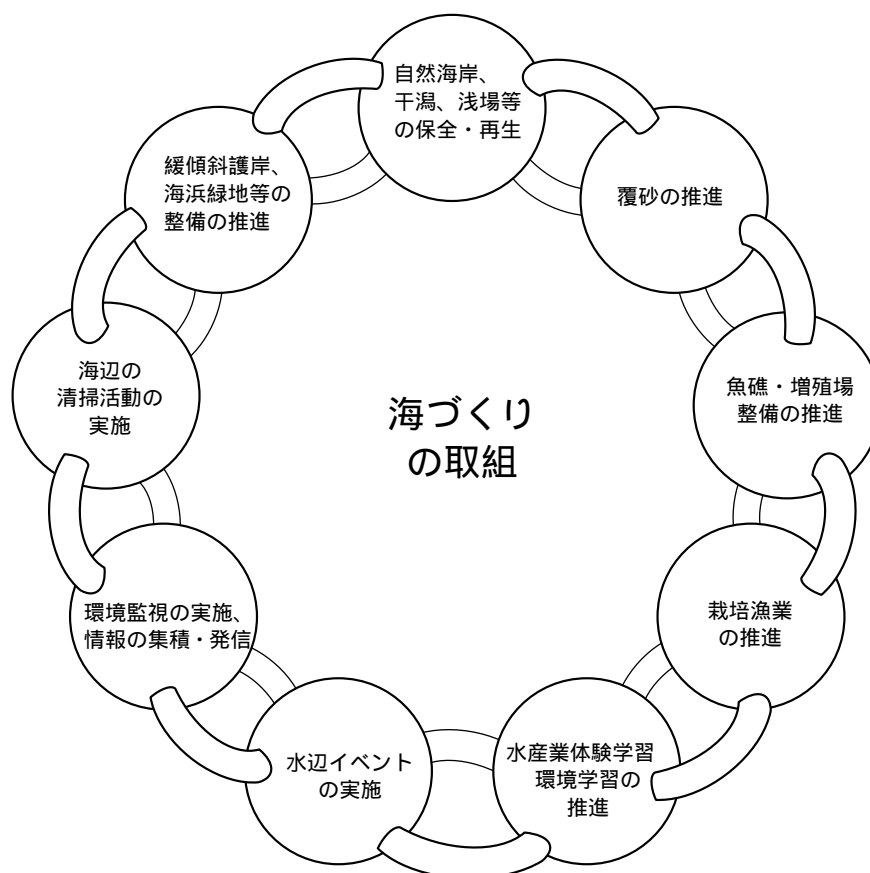 自然海岸、
干潟、浅場等
の保全・再生
覆砂の推進
魚礁・増殖場
整備の推進
栽培漁業
の推進
水産業体験学習
環境学習の
推進
水辺イベント
の実施
環境監視の実施、
情報の集積・発信
海辺の
清掃活動の
実施
緩傾斜護岸、
海浜緑地等の
整備の推進
海づくり
の取組